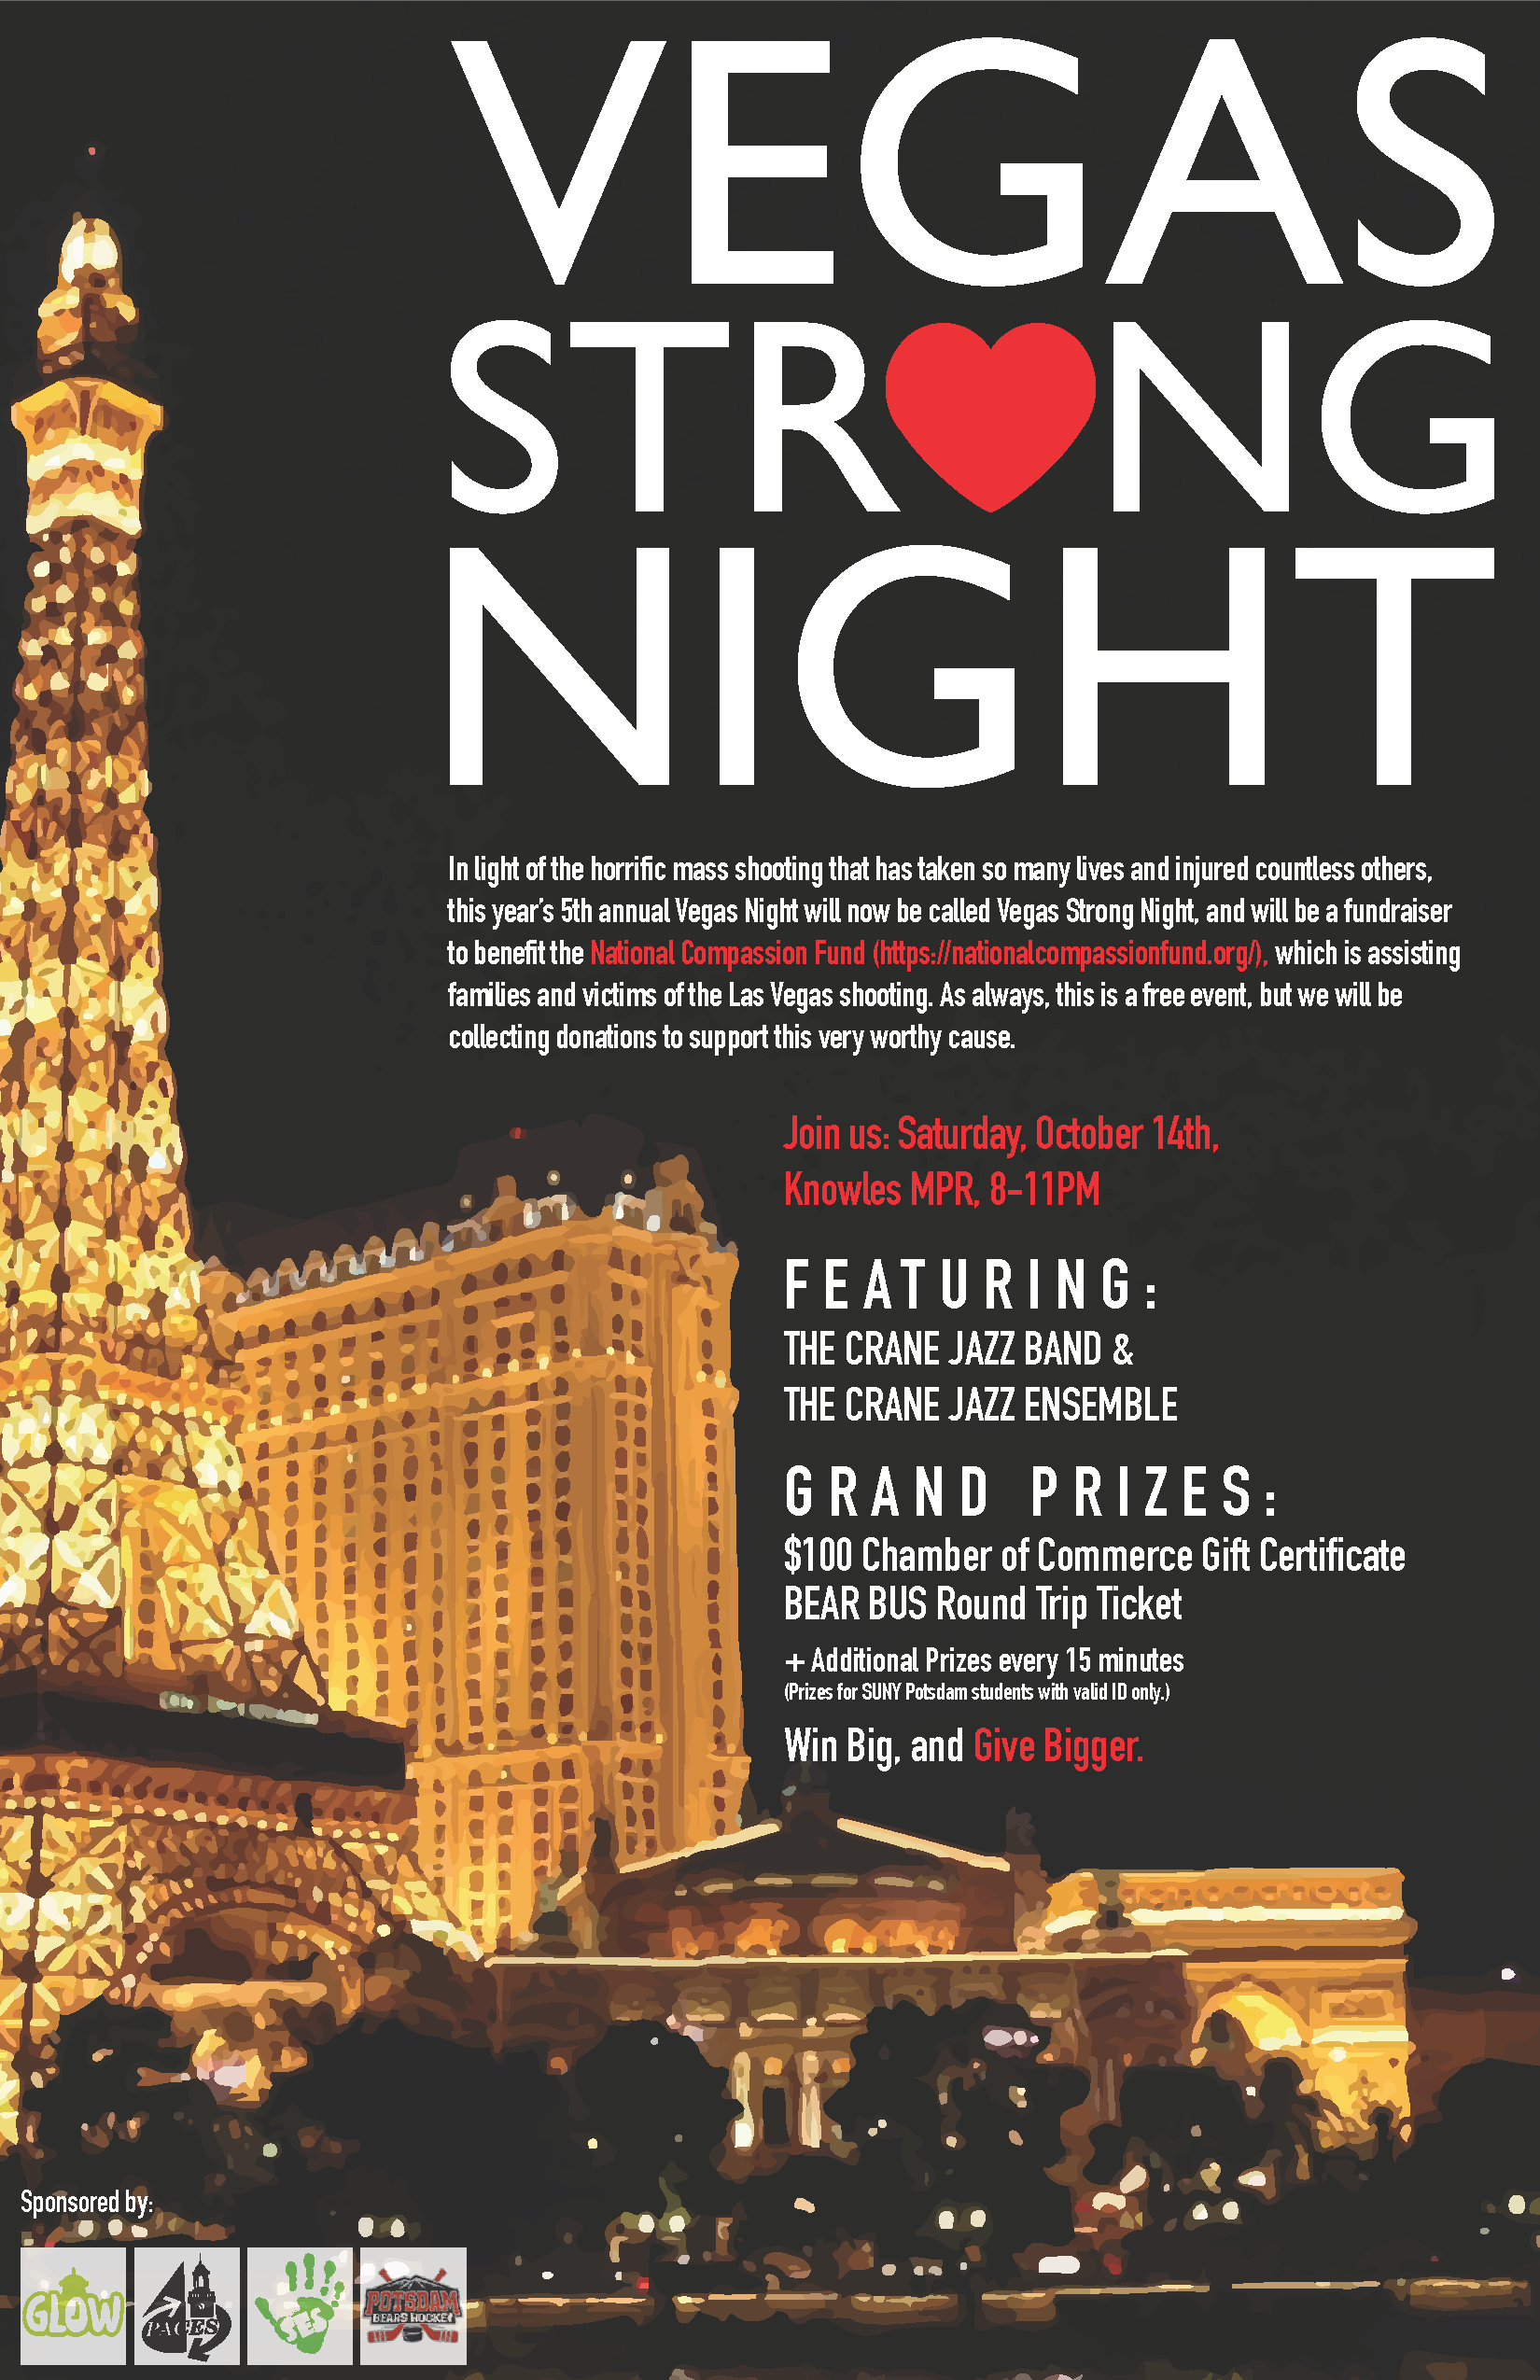 VEGAS
STR❤NG
NIGHT
In light of the horrific mass shooting that has taken so many lives and injured countless others,
this year's 5th annual Vegas Night will now be called Vegas Strong Night, and will be a fundraiser
to benefit the National Compassion Fund (https://nationalcompassionfund.org/), which is assisting
families and victims of the Las Vegas shooting. As always, this is a free event, but we will be
collecting donations to support this very worthy cause.
Join us: Saturday, October 14th,
Knowles MPR, 8-11PM
FEATURING:
THE CRANE JAZZ BAND &
THE CRANE JAZZ ENSEMBLE
GRAND PRIZES:
$100 Chamber of Commerce Gift Certificate
BEAR BUS Round Trip Ticket
+ Additional Prizes every 15 minutes
(Prizes for SUNY Potsdam students with valid ID only.)
Win Big, and Give Bigger.
Sponsored by:
GLOW
PACES
SES
POTSDAM
BEARS HOCKEY